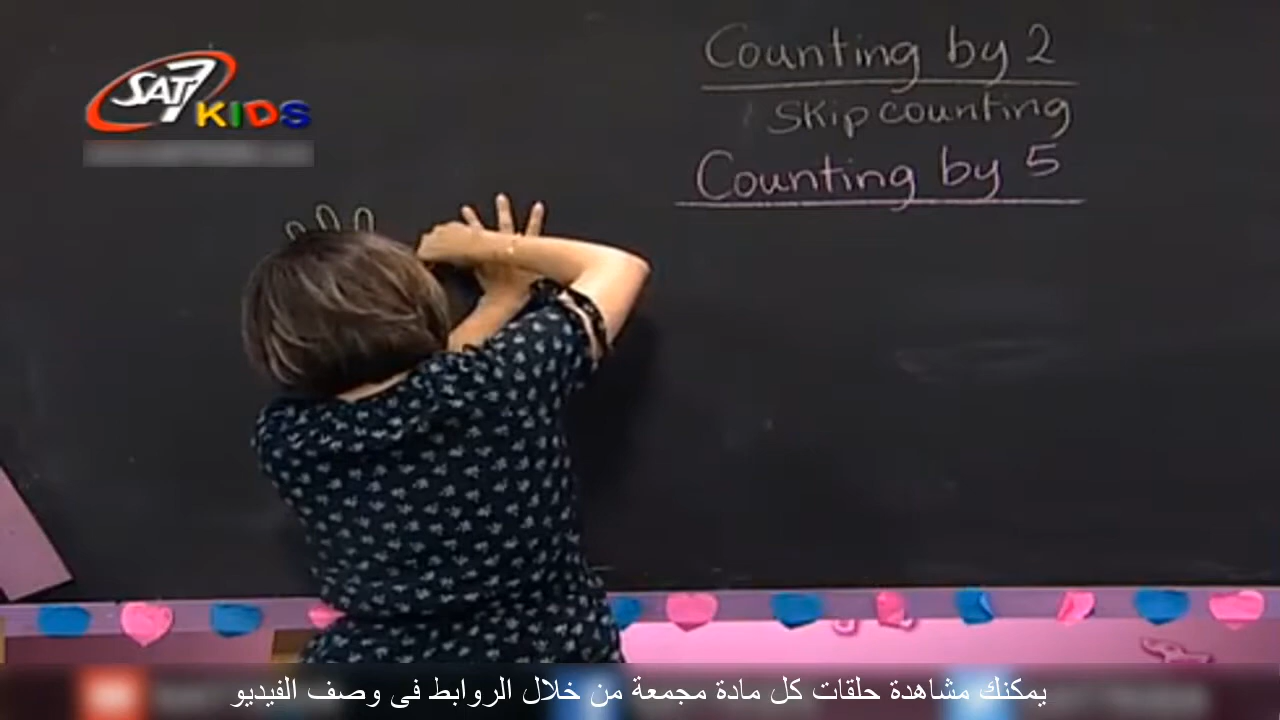 SAT7
KIDS
Counting by 2
skip counting
Counting by 5
يمكنك مشاهدة حلقات كل مادة مجمعة من خلال الروابط فى وصف الفيديو